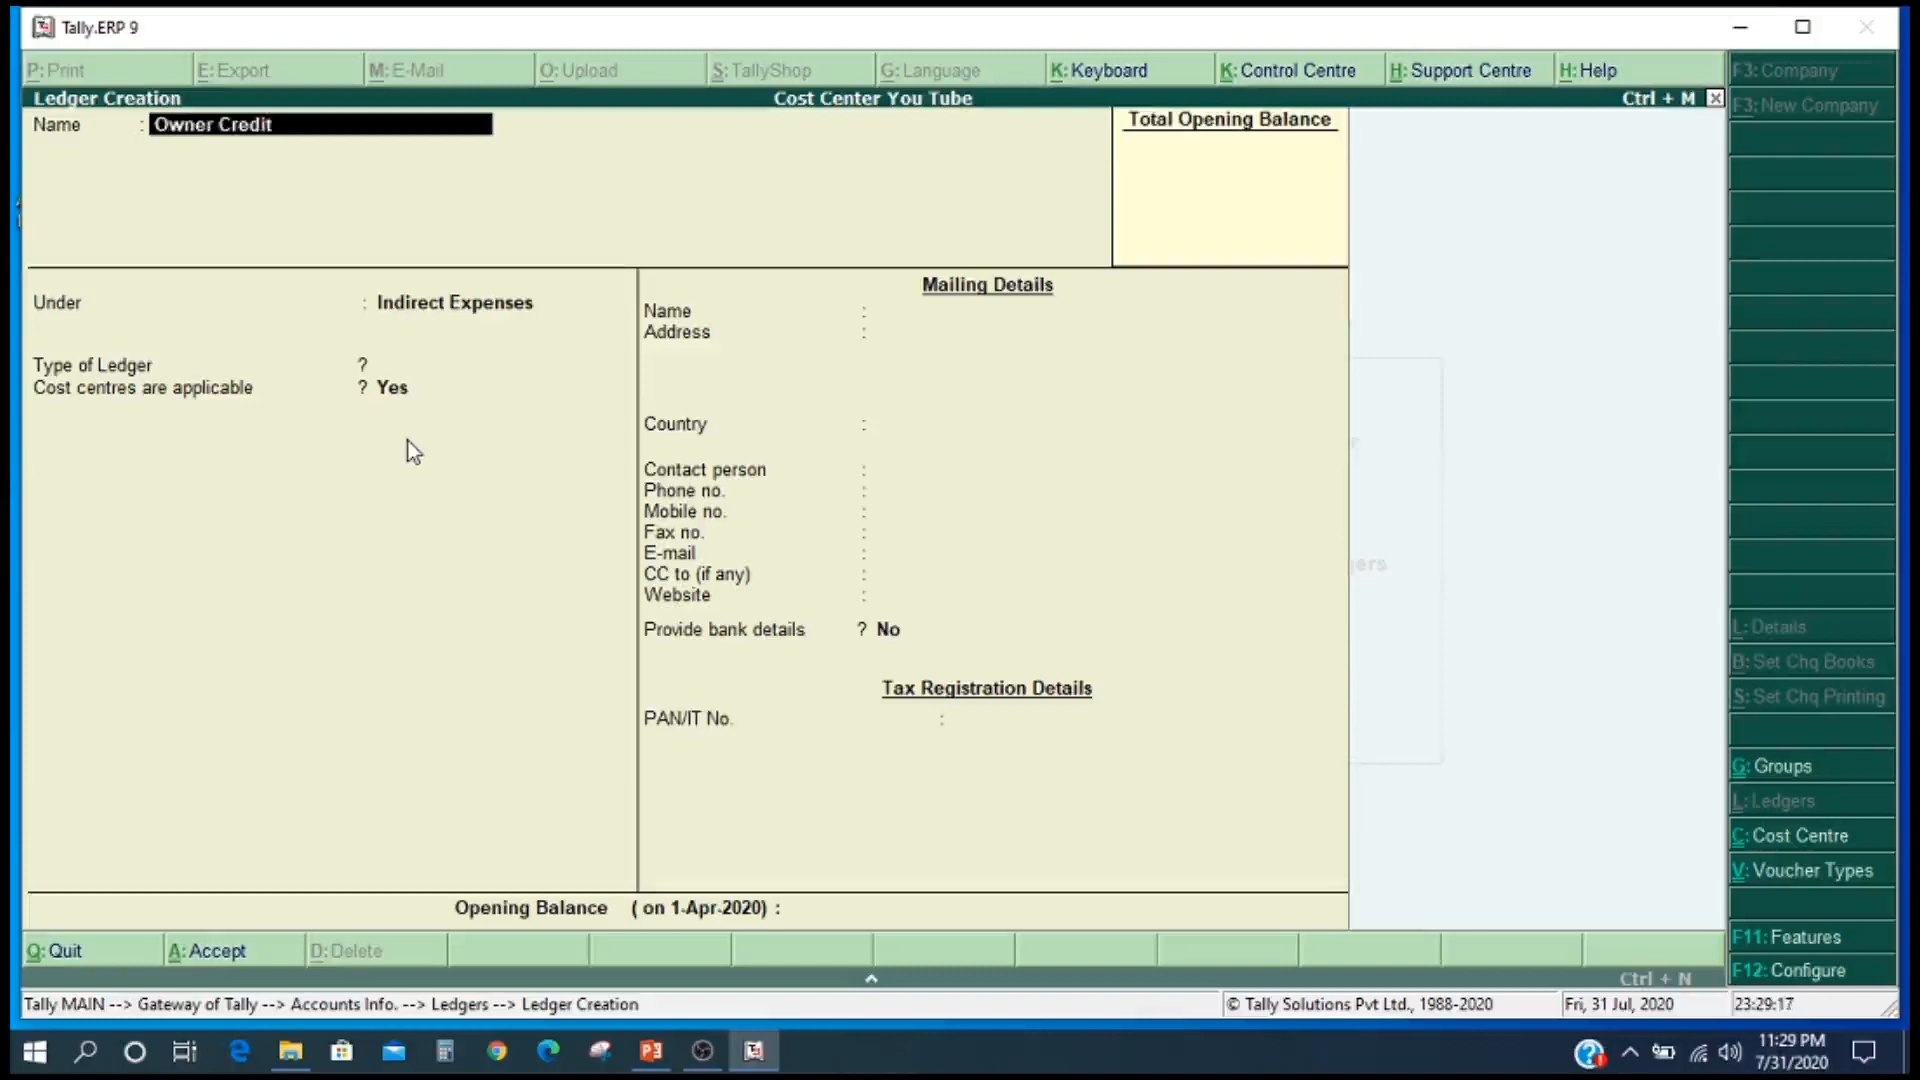 Tally.ERP 9
P: Print E: Export M: E-Mail O: Upload S: TallyShop G: Language K: Keyboard K: Control Centre H: Support Centre H: Help
F3: Company
Ledger Creation Cost Center You Tube Ctrl + M
F3: New Company
Name : Owner Credit
Total Opening Balance
Under : Indirect Expenses
Type of Ledger ?
Cost centres are applicable ? Yes
Mailing Details
Name :
Address :
Country :
Contact person :
Phone no. :
Mobile no. :
Fax no. :
E-mail :
CC to (if any) :
Website :
Provide bank details ? No
Tax Registration Details
PAN/IT No. :
Opening Balance ( on 1-Apr-2020) :
L: Details
B: Set Chq Books
S: Set Chq Printing
G: Groups
L: Ledgers
C: Cost Centre
V: Voucher Types
F11: Features
F12: Configure
Q: Quit A: Accept D: Delete
Ctrl + N
Tally MAIN --> Gateway of Tally --> Accounts Info. --> Ledgers --> Ledger Creation
© Tally Solutions Pvt Ltd., 1988-2020 Fri, 31 Jul, 2020 23:29:17
11:29 PM
7/31/2020